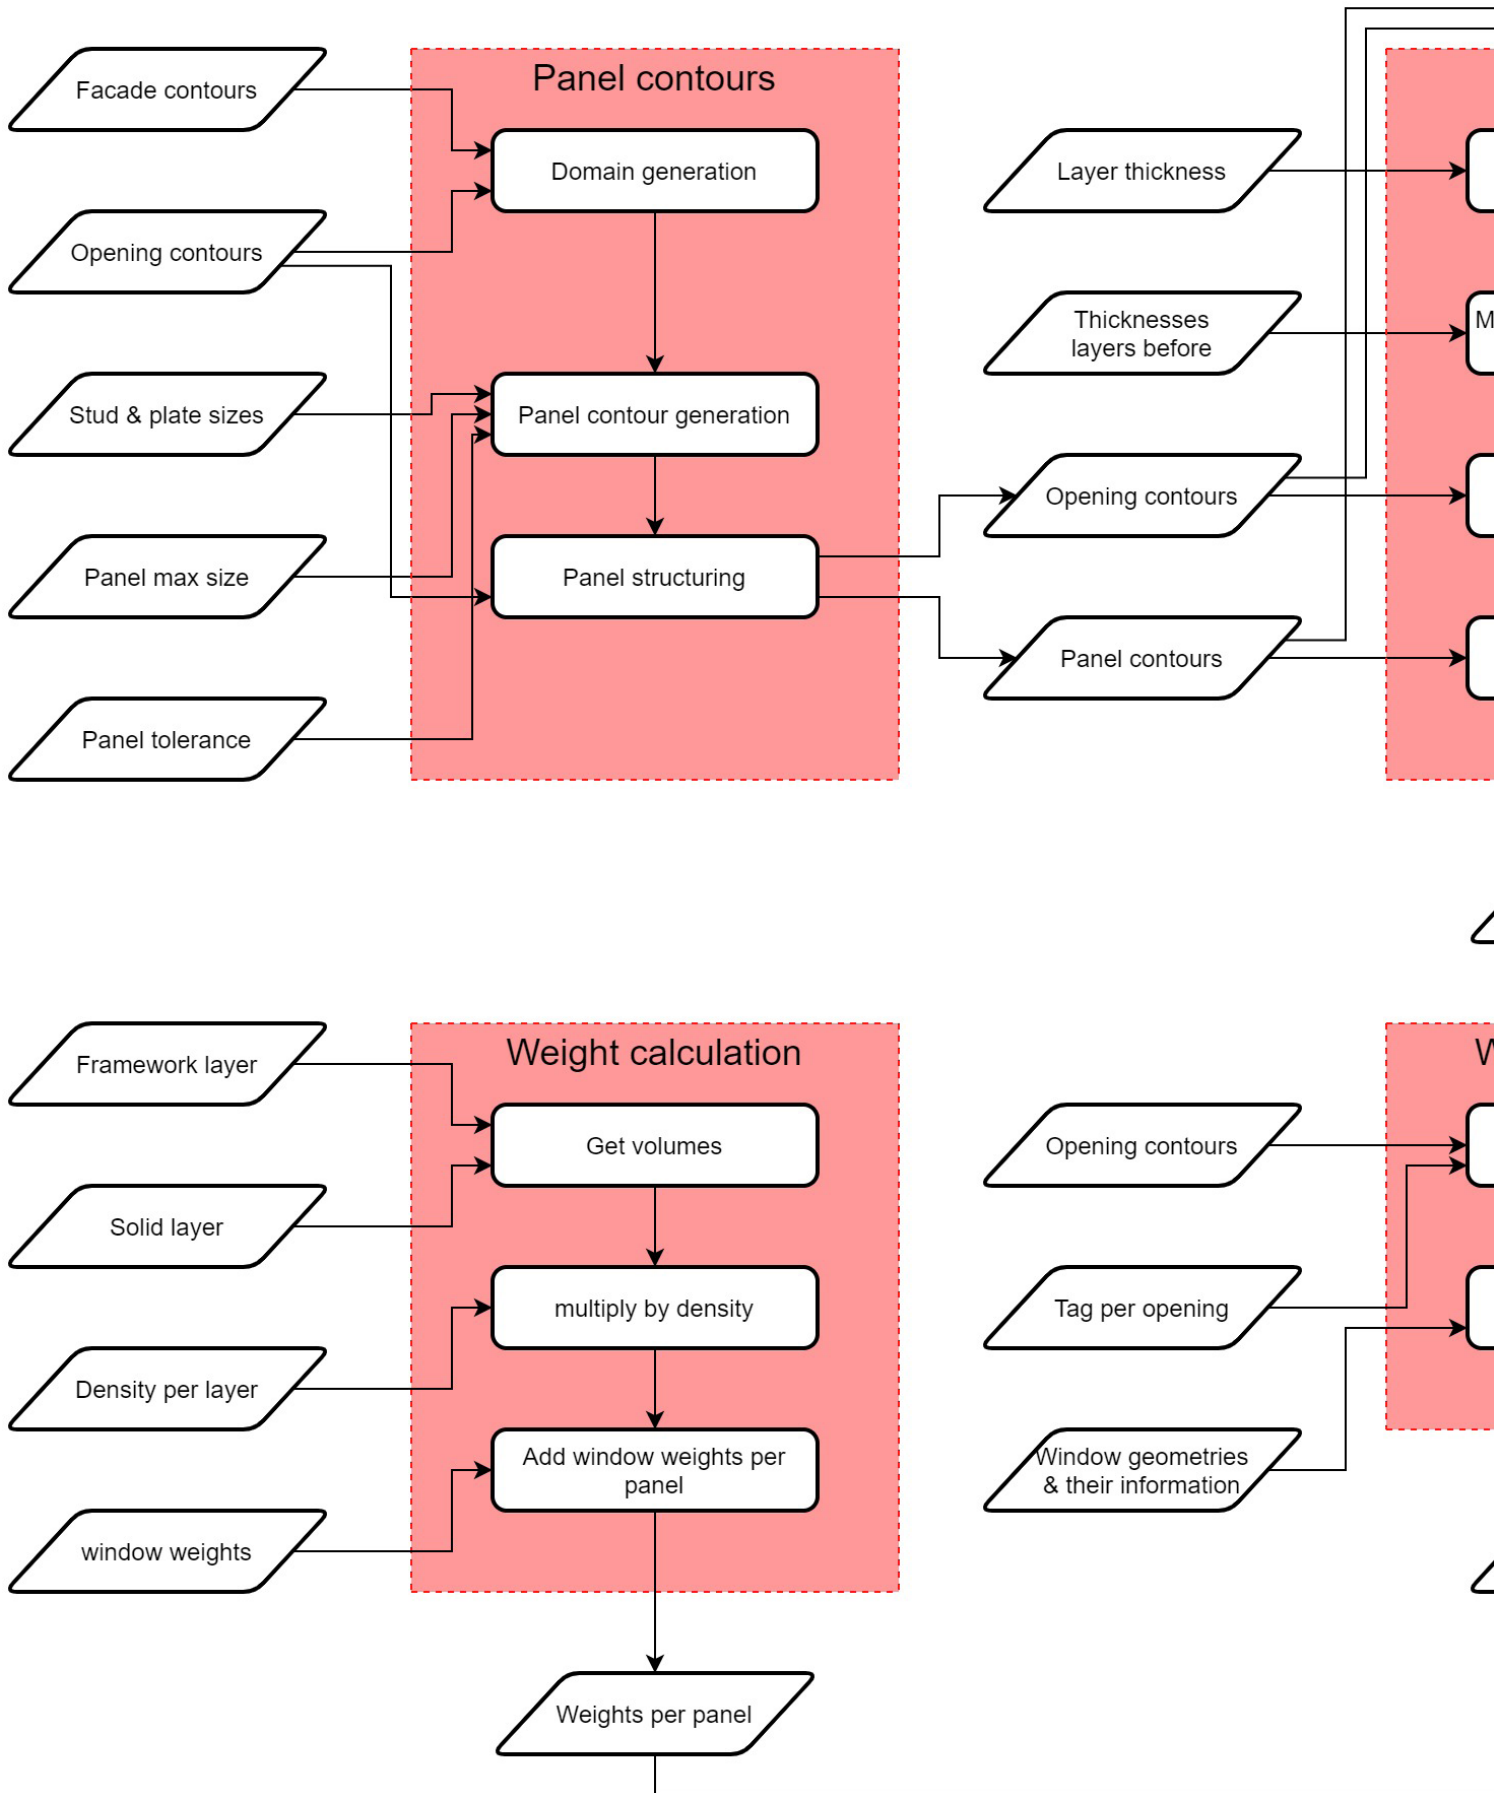 Panel contours
Facade contours
Domain generation
Opening contours
Stud & plate sizes
Panel contour generation
Panel max size
Panel structuring
Panel tolerance
Layer thickness
Thicknesses
layers before
M
Opening contours
Panel contours
Weight calculation
Framework layer
Get volumes
Solid layer
multiply by density
Density per layer
Add window weights per
panel
window weights
Weights per panel
W
Opening contours
Tag per opening
Window geometries
& their information